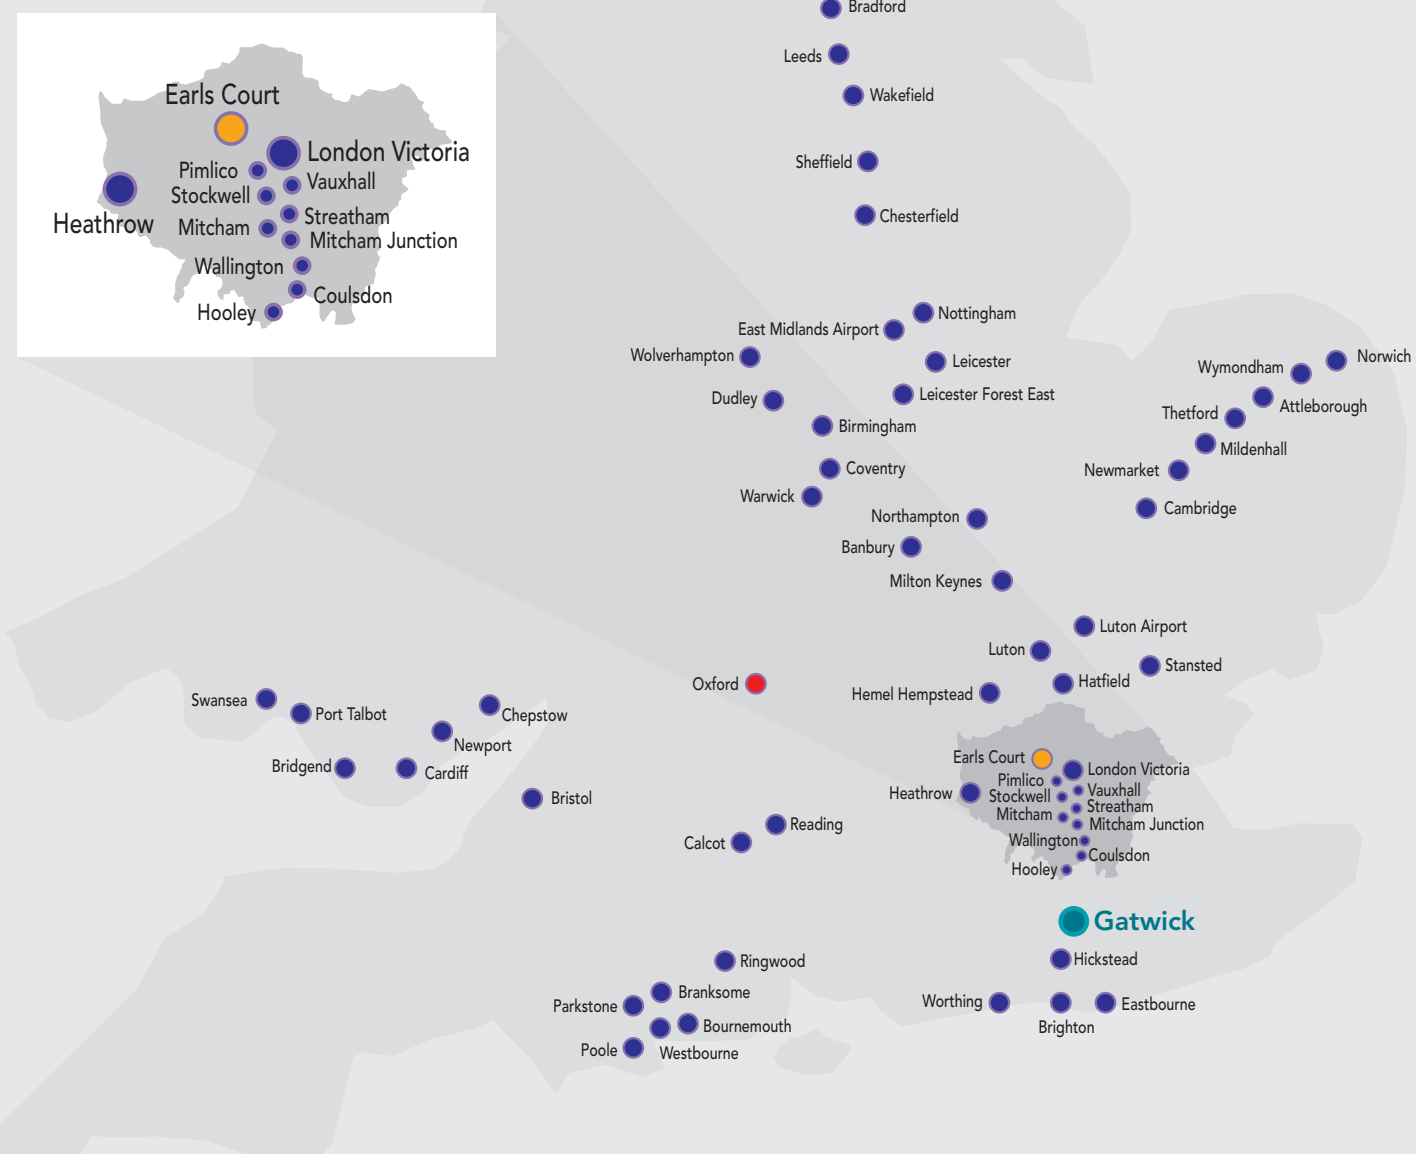 Bradford
Leeds
Wakefield
Sheffield
Chesterfield
Earls Court
London Victoria
Pimlico
Vauxhall
Stockwell
Heathrow
Streatham
Mitcham
Mitcham Junction
Wallington
Coulsdon
Hooley
Nottingham
East Midlands Airport
Wolverhampton
Leicester
Norwich
Wymondham
Dudley
Leicester Forest East
Attleborough
Thetford
Birmingham
Mildenhall
Coventry
Newmarket
Warwick
Cambridge
Northampton
Banbury
Milton Keynes
Luton Airport
Luton
Stansted
Oxford
Hatfield
Hemel Hempstead
Swansea
Port Talbot
Chepstow
Newport
Bridgend
Cardiff
Bristol
Earls Court
London Victoria
Pimlico
Heathrow
Vauxhall
Stockwell
Streatham
Mitcham
Mitcham Junction
Wallington
Coulsdon
Hooley
Reading
Calcot
Gatwick
Hickstead
Ringwood
Branksome
Parkstone
Worthing
Eastbourne
Brighton
Bournemouth
Poole
Westbourne